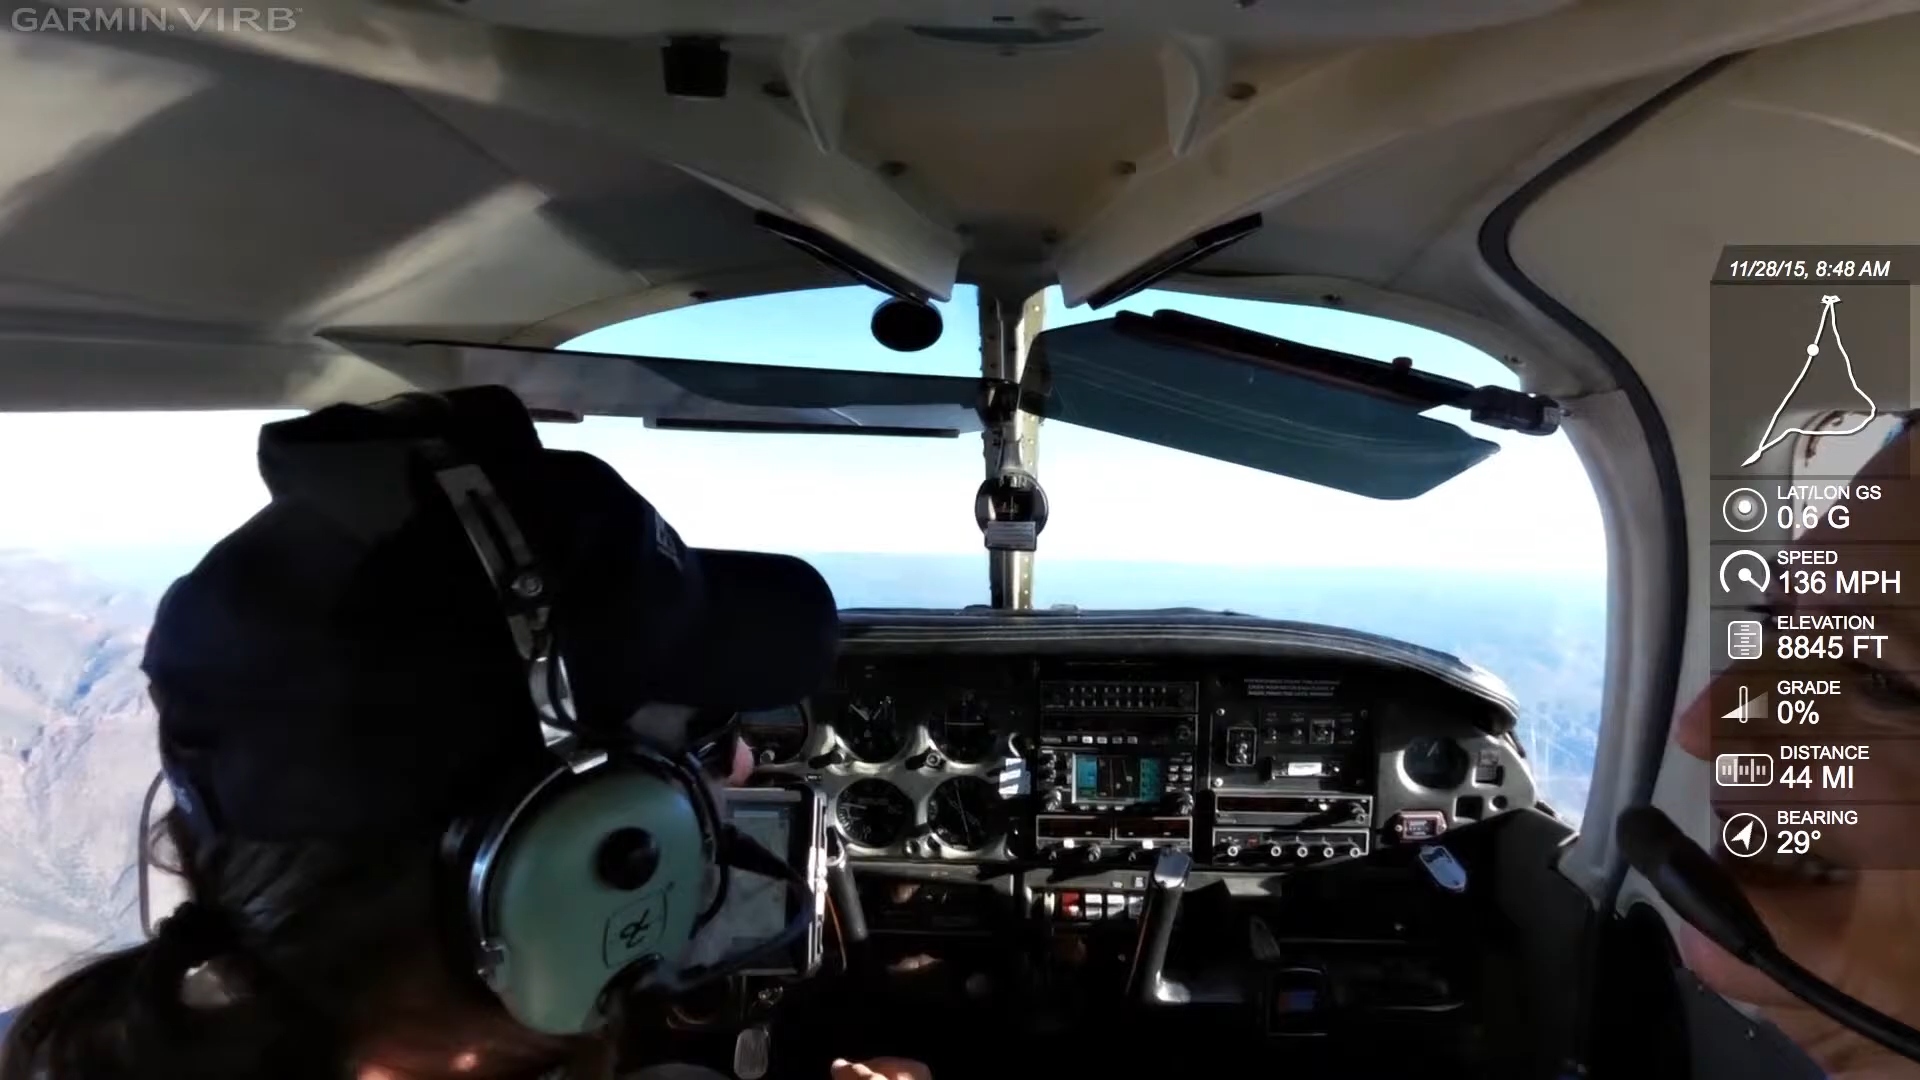 GARMIN.VIRB™
11/28/15, 8:48 AM
LAT/LON GS
0.6 G
SPEED
136 MPH
ELEVATION
8845 FT
GRADE
0%
DISTANCE
44 MI
BEARING
29°